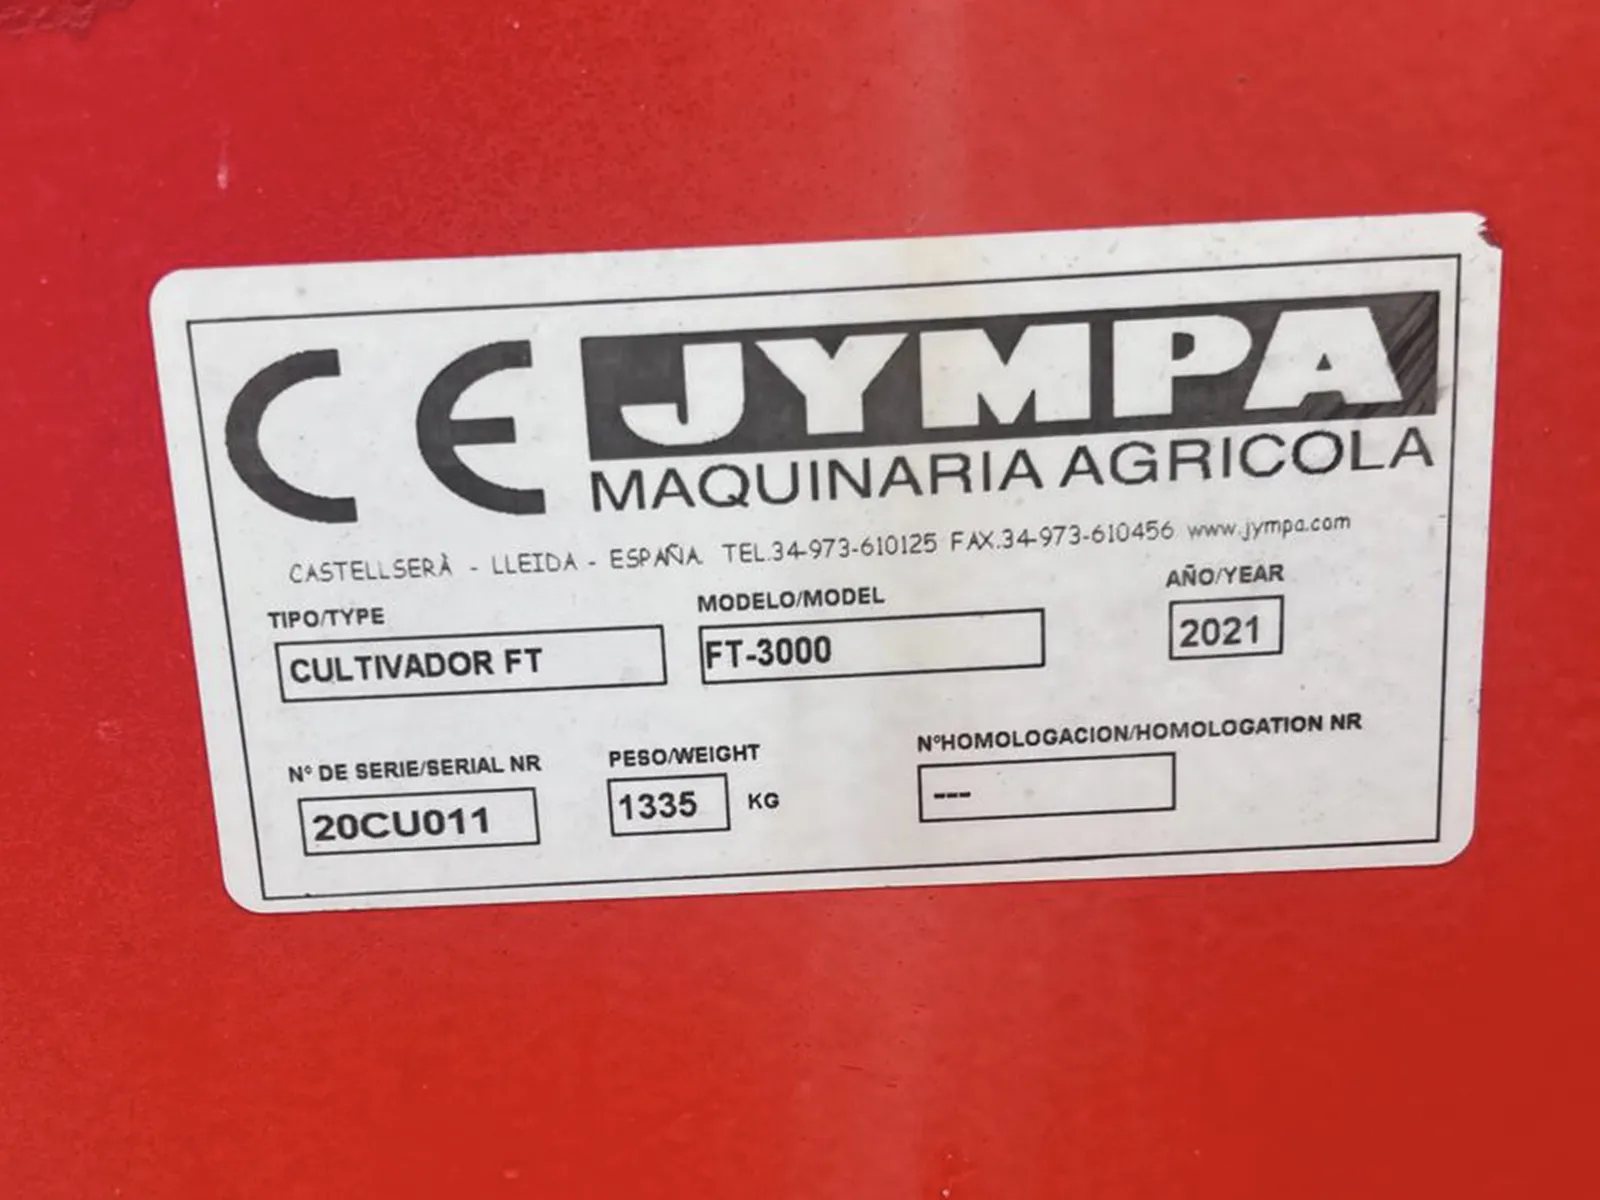 CE JYMPA
MAQUINARIA AGRICOLA
CASTELLSERÀ - LLEIDA - ESPAÑA. TEL.34-973-610125 FAX.34-973-610456 www.jympa.com
TIPO/TYPE MODELO/MODEL AÑO/YEAR
CULTIVADOR FT FT-3000 2021
Nº DE SERIE/SERIAL NR PESO/WEIGHT NºHOMOLOGACION/HOMOLOGATION NR
20CU011 1335 KG ---